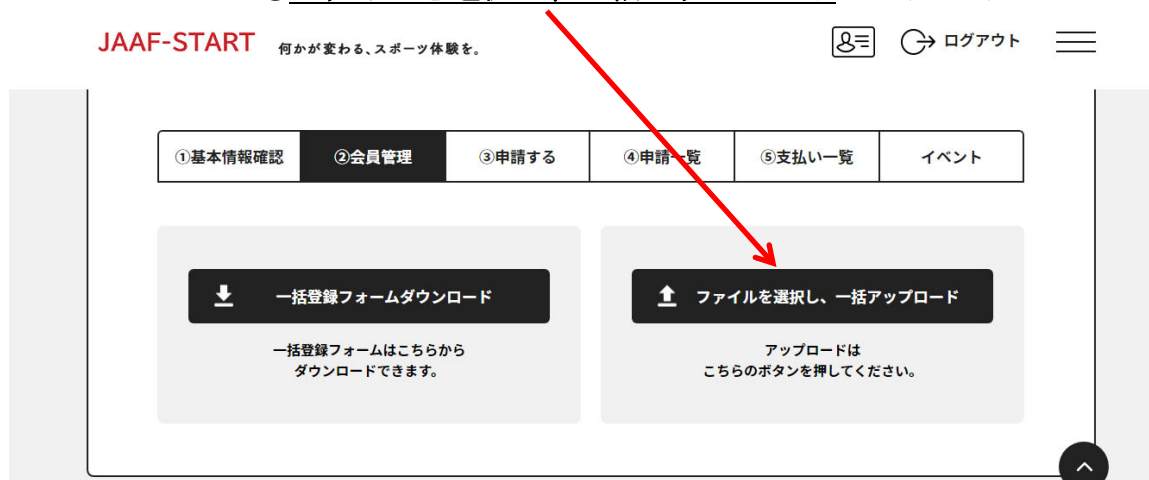 JAAF-START 何かが変わる、スポーツ体験を。 ログアウト
①基本情報確認 ②会員管理 ③申請する ④申請一覧 ⑤支払い一覧 イベント
一括登録フォームダウンロード ファイルを選択し、一括アップロード
一括登録フォームはこちらから アップロードは
ダウンロードできます。 こちらのボタンを押してください。